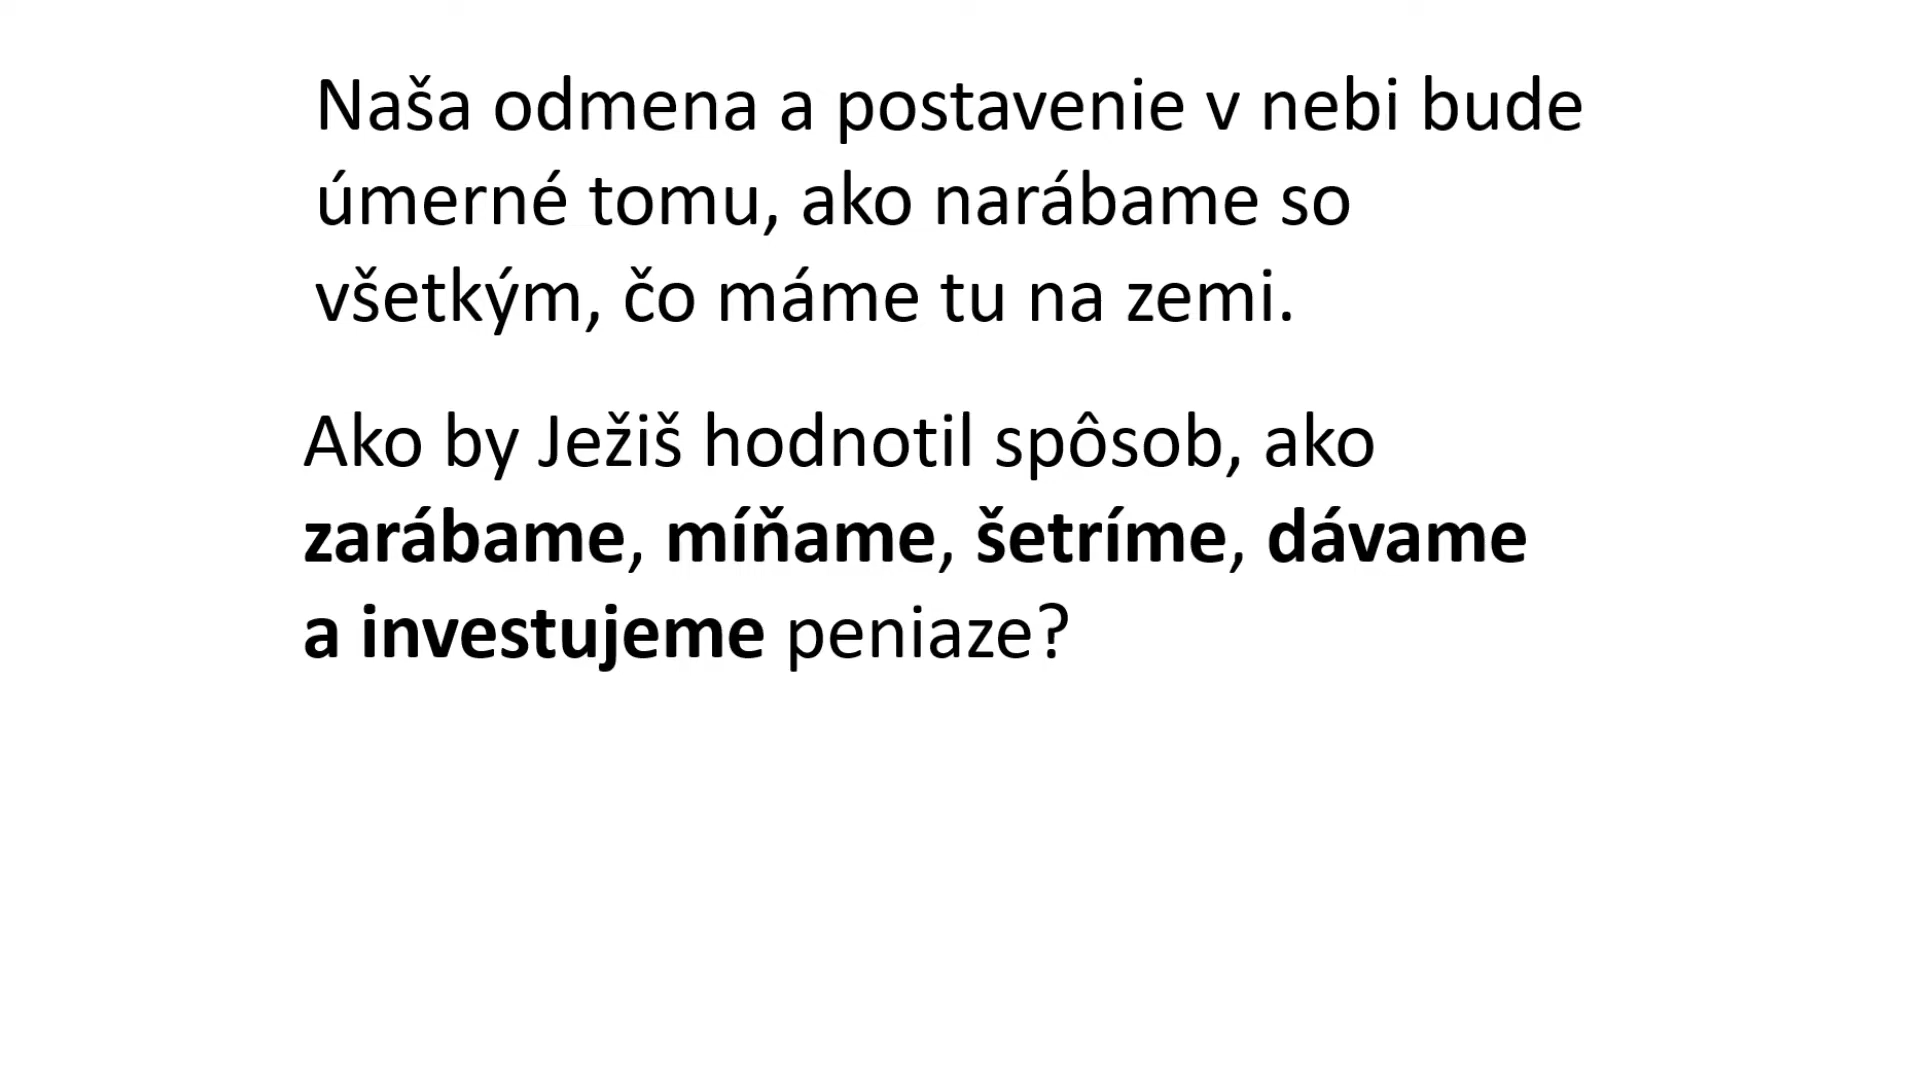 Naša odmena a postavenie v nebi bude
úmerné tomu, ako narábame so
všetkým, čo máme tu na zemi.
Ako by Ježiš hodnotil spôsob, ako
zarábame, míňame, šetríme, dávame
a investujeme peniaze?